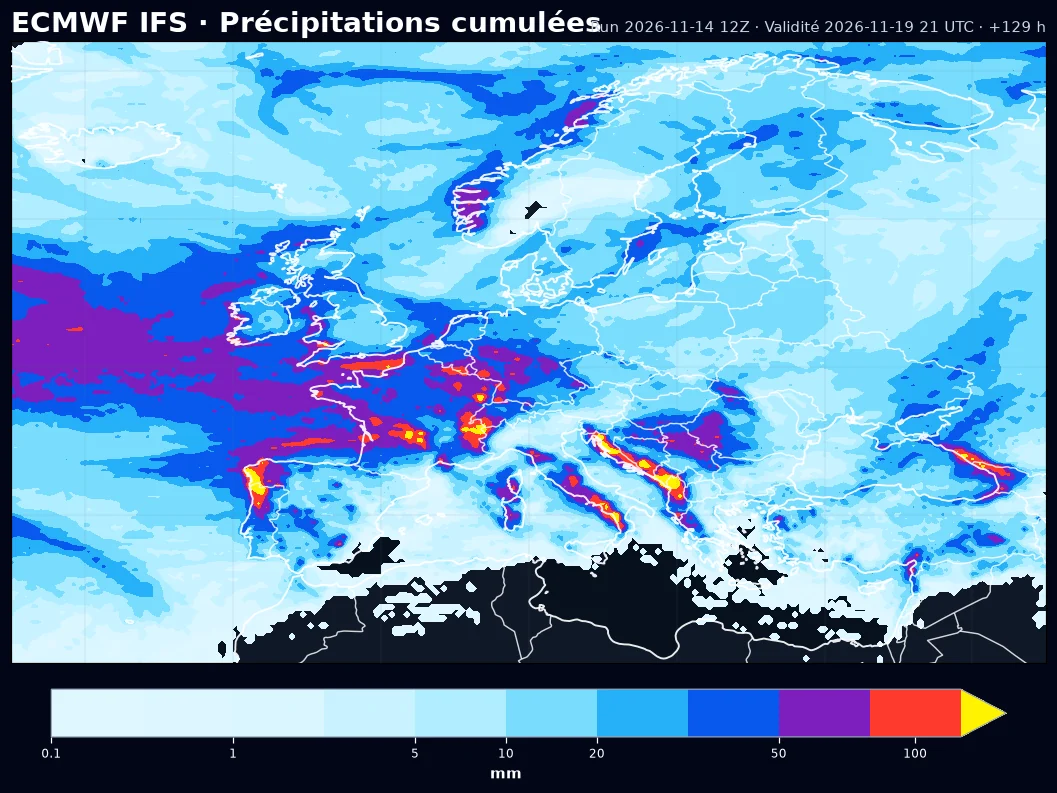 ECMWF IFS · Précipitations cumulées
Run 2026-11-14 12Z · Validité 2026-11-19 21 UTC · +129 h
0.1 1 5 10 20 50 100
mm